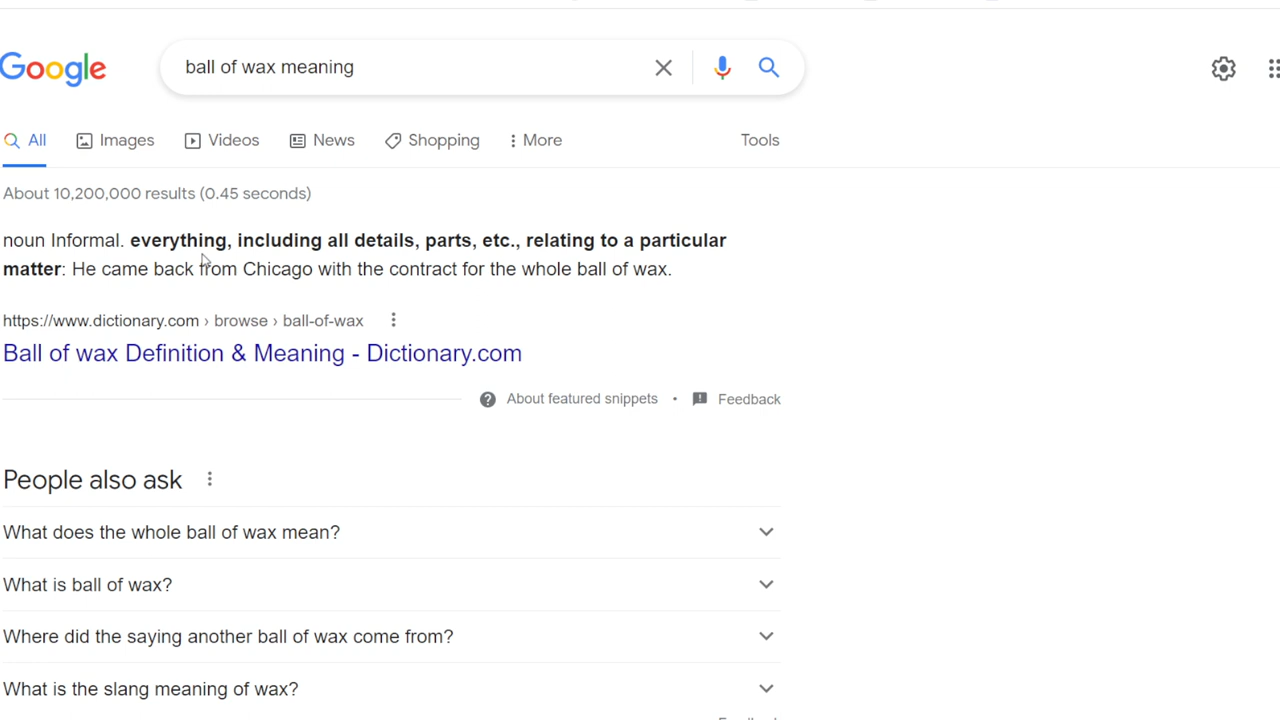 Google
ball of wax meaning
All Images Videos News Shopping More Tools
About 10,200,000 results (0.45 seconds)
noun Informal. everything, including all details, parts, etc., relating to a particular
matter: He came back from Chicago with the contract for the whole ball of wax.
https://www.dictionary.com › browse › ball-of-wax
Ball of wax Definition & Meaning - Dictionary.com
About featured snippets • Feedback
People also ask
What does the whole ball of wax mean?
What is ball of wax?
Where did the saying another ball of wax come from?
What is the slang meaning of wax?